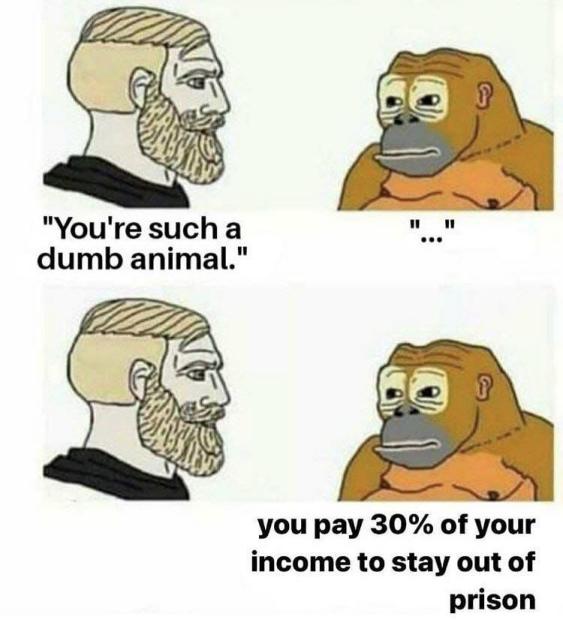 "You're such a
dumb animal."
"..."
you pay 30% of your
income to stay out of
prison